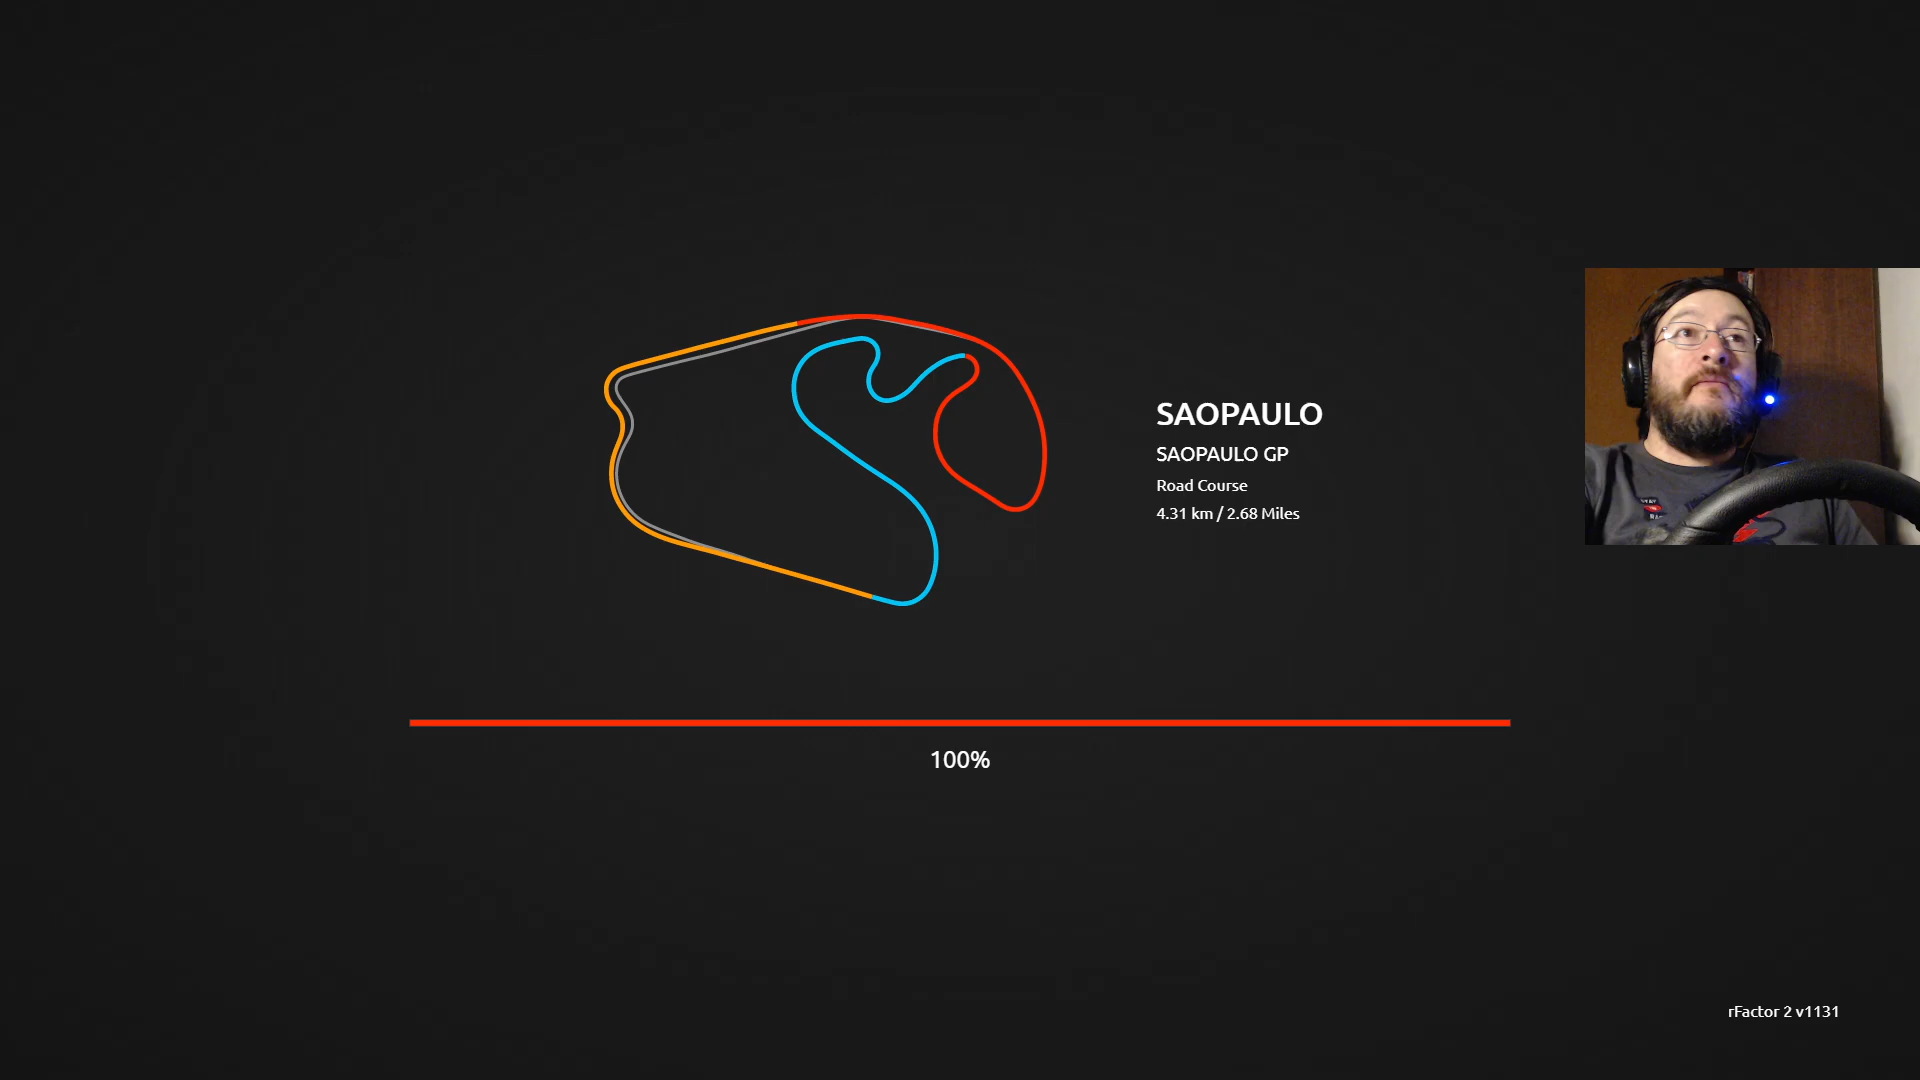 SAOPAULO
SAOPAULO GP
Road Course
4.31 km / 2.68 Miles
100%
rFactor 2 v1131